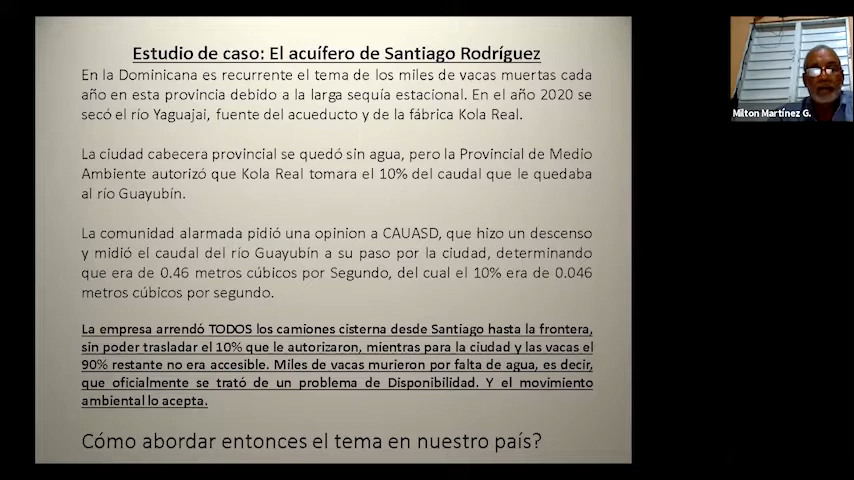 Estudio de caso: El acuífero de Santiago Rodríguez
En la Dominicana es recurrente el tema de los miles de vacas muertas cada
año en esta provincia debido a la larga sequía estacional. En el año 2020 se
secó el río Yaguajai, fuente del acueducto y de la fábrica Kola Real.
La ciudad cabecera provincial se quedó sin agua, pero la Provincial de Medio
Ambiente autorizó que Kola Real tomara el 10% del caudal que le quedaba
al río Guayubín.
La comunidad alarmada pidió una opinion a CAUASD, que hizo un descenso
y midió el caudal del río Guayubín a su paso por la ciudad, determinando
que era de 0.46 metros cúbicos por Segundo, del cual el 10% era de 0.046
metros cúbicos por segundo.
La empresa arrendó TODOS los camiones cisterna desde Santiago hasta la frontera,
sin poder trasladar el 10% que le autorizaron, mientras para la ciudad y las vacas el
90% restante no era accesible. Miles de vacas murieron por falta de agua, es decir,
que oficialmente se trató de un problema de Disponibilidad. Y el movimiento
ambiental lo acepta.
Cómo abordar entonces el tema en nuestro país?
Milton Martínez G.